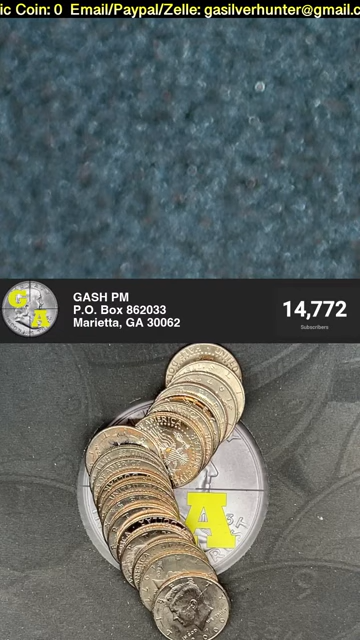 ic Coin: 0 Email/Paypal/Zelle: gasilverhunter@gmail.c
G
A
GASH PM
P.O. Box 862033
Marietta, GA 30062
14,772
Subscribers
A